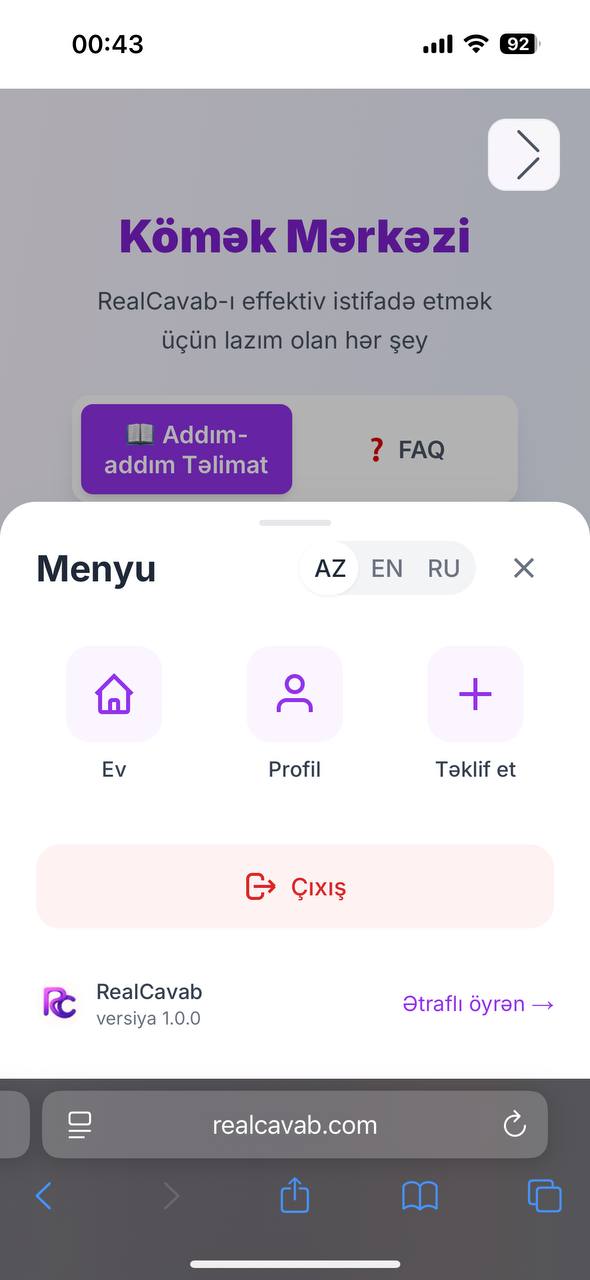 00:43
92
Kömək Mərkəzi
RealCavab-ı effektiv istifadə etmək
üçün lazım olan hər şey
📖 Addım-
addım Təlimat
❓ FAQ
Menyu
AZ EN RU
Ev
Profil
Təklif et
Çıxış
RealCavab
versiya 1.0.0
Ətraflı öyrən →
realcavab.com